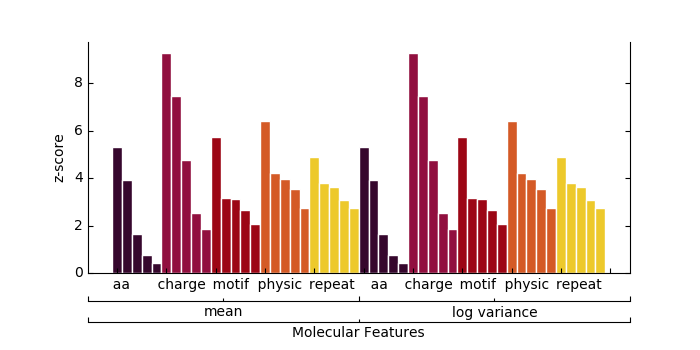 8
6
4
2
0
z-score
aa charge motif physic repeat aa charge motif physic repeat
mean log variance
Molecular Features